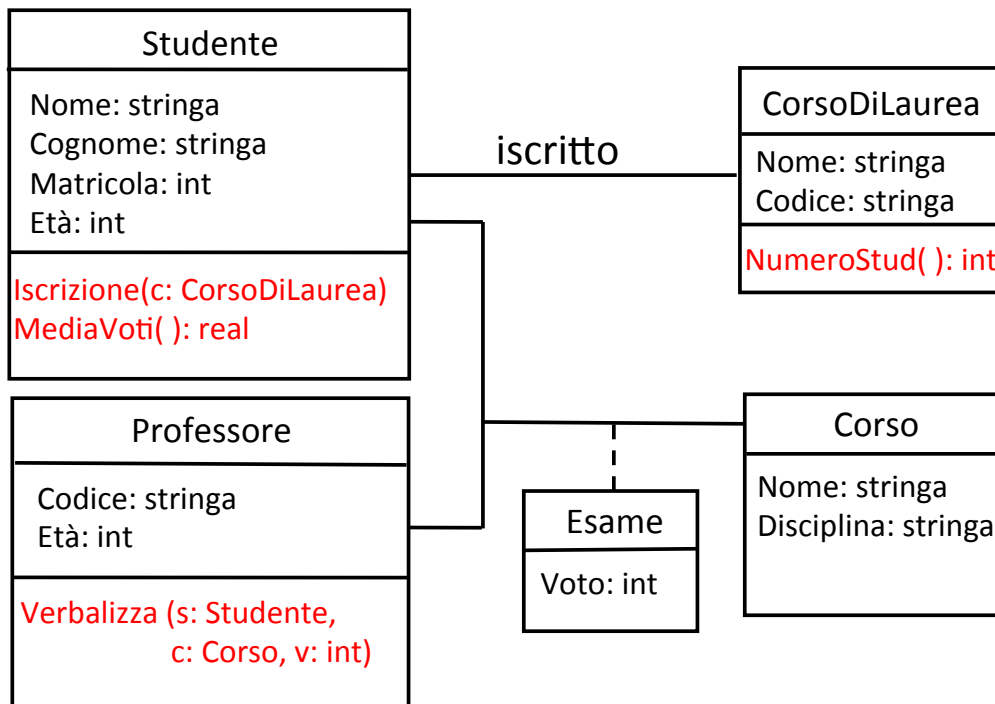 Studente
Nome: stringa
Cognome: stringa
Matricola: int
Età: int
Iscrizione(c: CorsoDiLaurea)
MediaVoti( ): real
iscritto
CorsoDiLaurea
Nome: stringa
Codice: stringa
NumeroStud( ): int
Professore
Codice: stringa
Età: int
Verbalizza (s: Studente,
c: Corso, v: int)
Esame
Voto: int
Corso
Nome: stringa
Disciplina: stringa